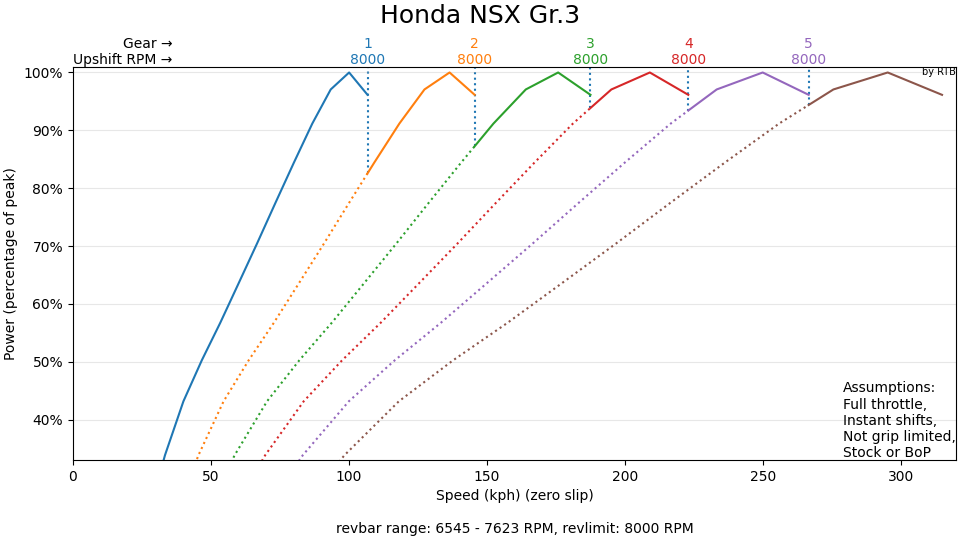 Honda NSX Gr.3
Gear → 1 2 3 4 5
Upshift RPM → 8000 8000 8000 8000 8000
by RTB
100%
90%
80%
70%
60%
50%
40%
Power (percentage of peak)
Assumptions:
Full throttle,
Instant shifts,
Not grip limited,
Stock or BoP
0 50 100 150 200 250 300
Speed (kph) (zero slip)
revbar range: 6545 - 7623 RPM, revlimit: 8000 RPM